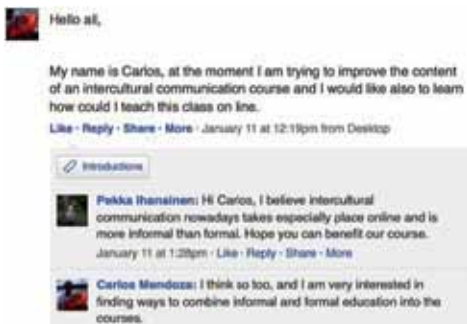 Hello all,
My name is Carlos, at the moment I am trying to improve the content
of an intercultural communication course and I would like also to learn
how could I teach this class on line.
Like · Reply · Share · More · January 11 at 12:19pm from Desktop
Introductions
Pekka Ihanainen: Hi Carlos, I believe intercultural
communication nowadays takes especially place online and is
more informal than formal. Hope you can benefit our course.
January 11 at 1:28pm · Like · Reply · Share · More
Carlos Mendoza: I think so too, and I am very interested in
finding ways to combine informal and formal education into the
courses.